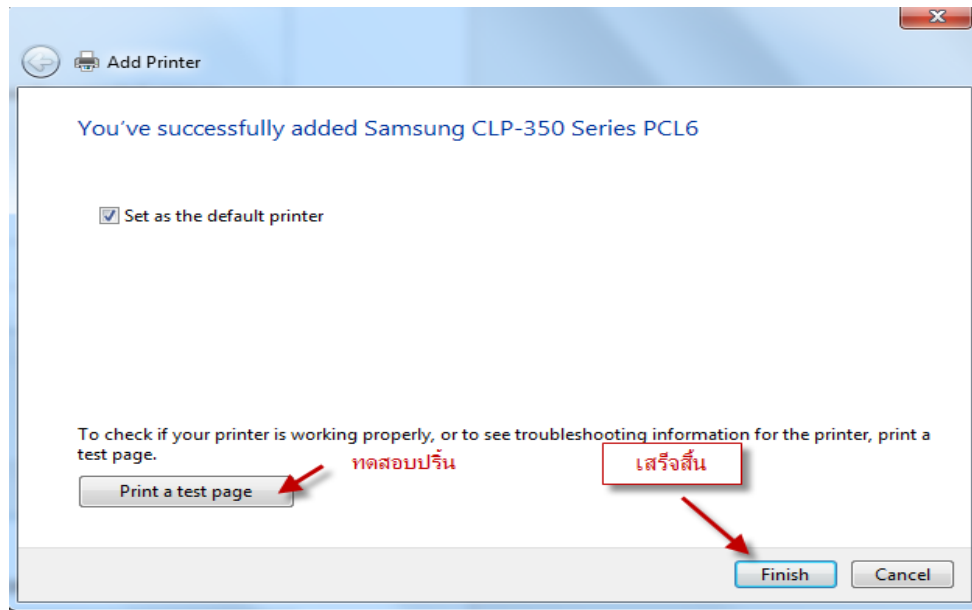 Add Printer
You've successfully added Samsung CLP-350 Series PCL6
Set as the default printer
To check if your printer is working properly, or to see troubleshooting information for the printer, print a
test page.
ทดสอบปริ้น
เสร็จสิ้น
Print a test page
Finish
Cancel